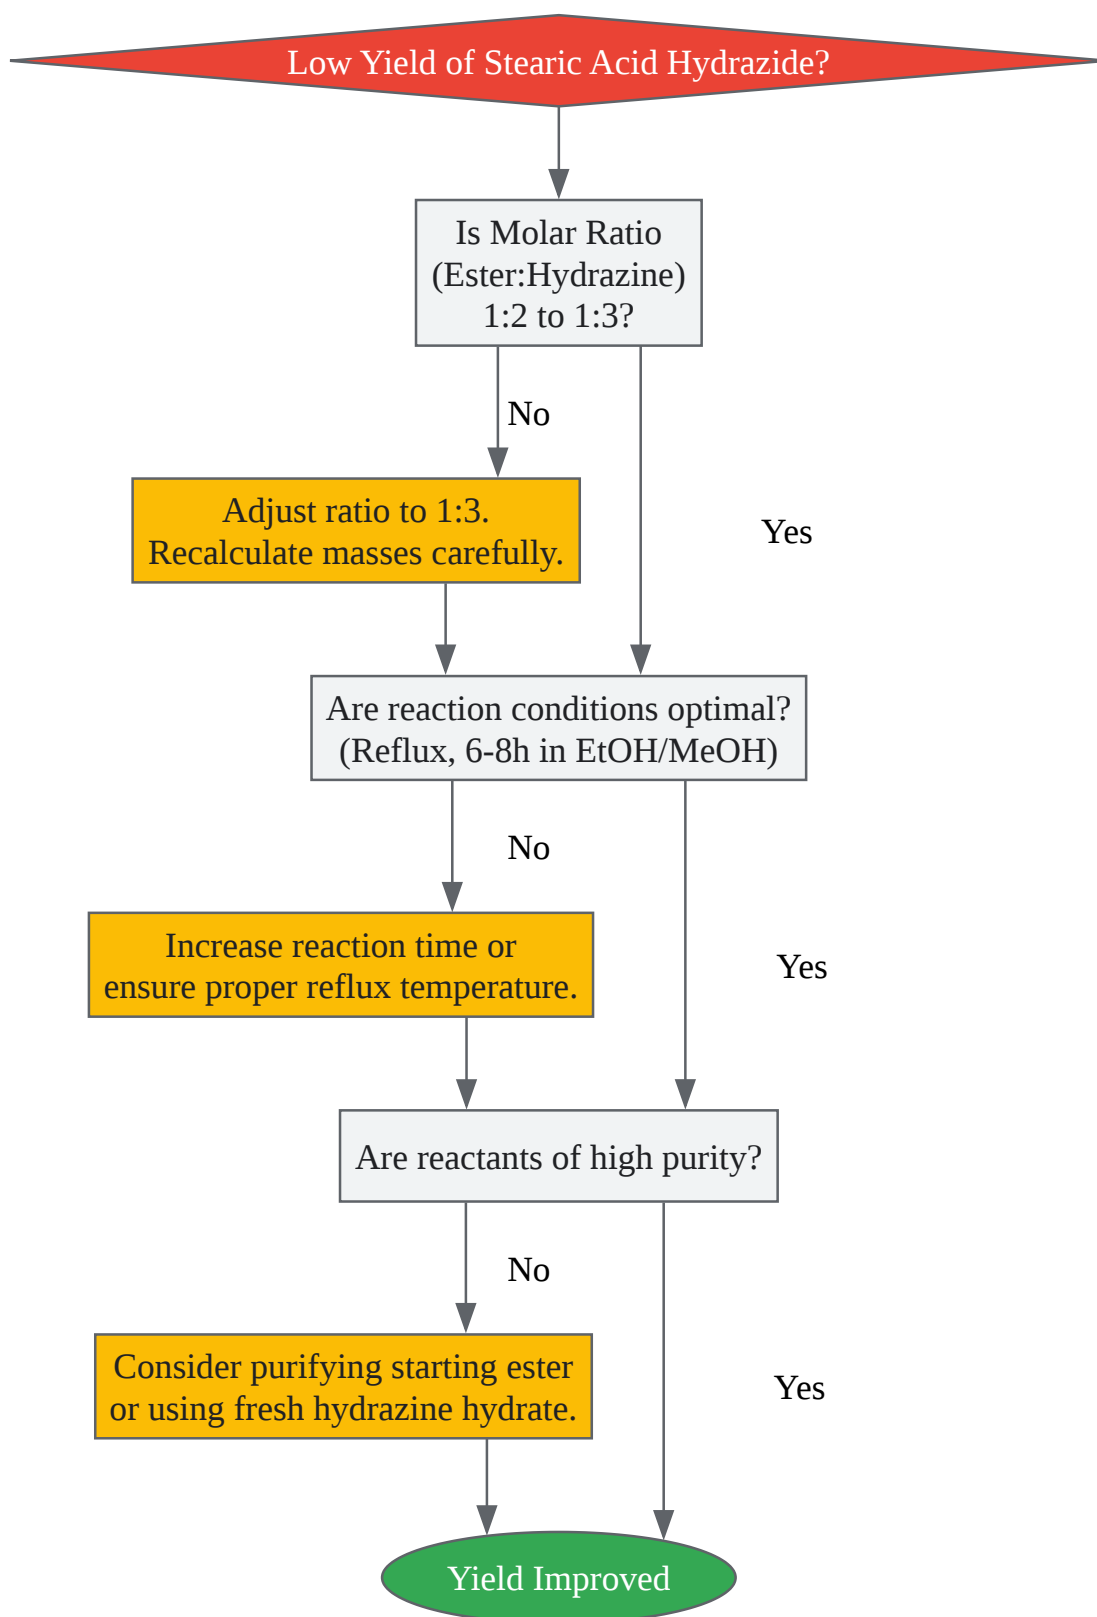 Low Yield of Stearic Acid Hydrazide?
Is Molar Ratio
(Ester:Hydrazine)
1:2 to 1:3?
No
Adjust ratio to 1:3.
Recalculate masses carefully.
Yes
Are reaction conditions optimal?
(Reflux, 6-8h in EtOH/MeOH)
No
Increase reaction time or
ensure proper reflux temperature.
Yes
Are reactants of high purity?
No
Consider purifying starting ester
or using fresh hydrazine hydrate.
Yes
Yield Improved